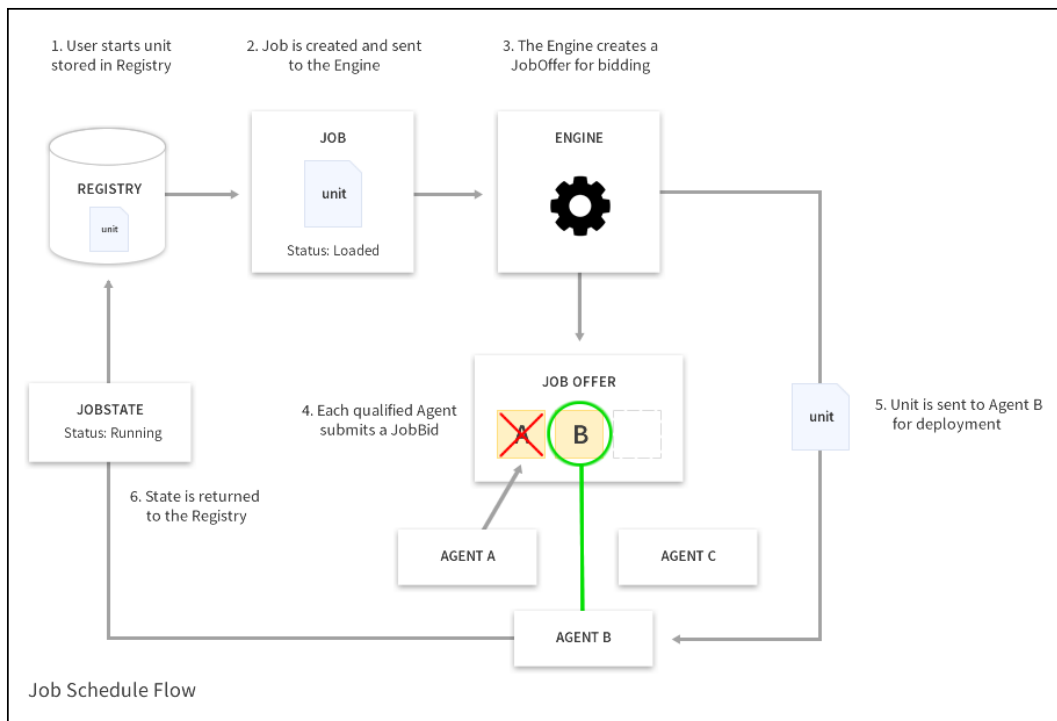 1. User starts unit
stored in Registry
2. Job is created and sent
to the Engine
3. The Engine creates a
JobOffer for bidding
REGISTRY
unit
JOB
unit
Status: Loaded
ENGINE
JOB OFFER
A
B
4. Each qualified Agent
submits a JobBid
unit
5. Unit is sent to Agent B
for deployment
JOBSTATE
Status: Running
6. State is returned
to the Registry
AGENT A
AGENT C
AGENT B
Job Schedule Flow